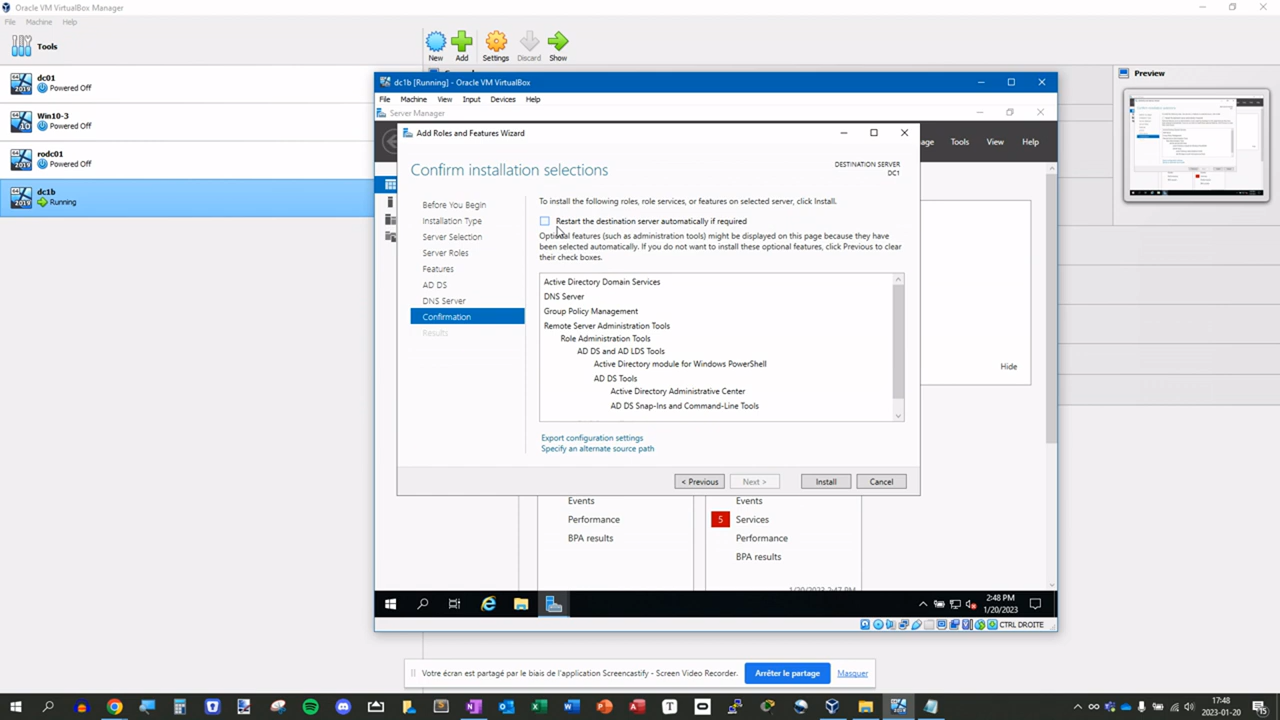 Oracle VM VirtualBox Manager
File Machine Help
Tools
New Add Settings Discard Show
dc01
Powered Off
Win10-3
Powered Off
rodc01
Powered Off
dc1b
Running
Preview
dc1b [Running] - Oracle VM VirtualBox
File Machine View Input Devices Help
Server Manager
Tools View Help
Add Roles and Features Wizard
Confirm installation selections
DESTINATION SERVER
DC1
Before You Begin
Installation Type
Server Selection
Server Roles
Features
AD DS
DNS Server
Confirmation
Results
To install the following roles, role services, or features on selected server, click Install.
Restart the destination server automatically if required
Optional features (such as administration tools) might be displayed on this page because they have
been selected automatically. If you do not want to install these optional features, click Previous to clear
their check boxes.
Active Directory Domain Services
DNS Server
Group Policy Management
Remote Server Administration Tools
Role Administration Tools
AD DS and AD LDS Tools
Active Directory module for Windows PowerShell
AD DS Tools
Active Directory Administrative Center
AD DS Snap-Ins and Command-Line Tools
Export configuration settings
Specify an alternate source path
< Previous Next > Install Cancel
Hide
Events
Performance
BPA results
Events
5 Services
Performance
BPA results
1/20/2023 2:47 PM
2:48 PM
1/20/2023
CTRL DROITE
Votre écran est partagé par le biais de l'application Screencastify - Screen Video Recorder.
Arrêter le partage
Masquer
17:48
2023-01-20